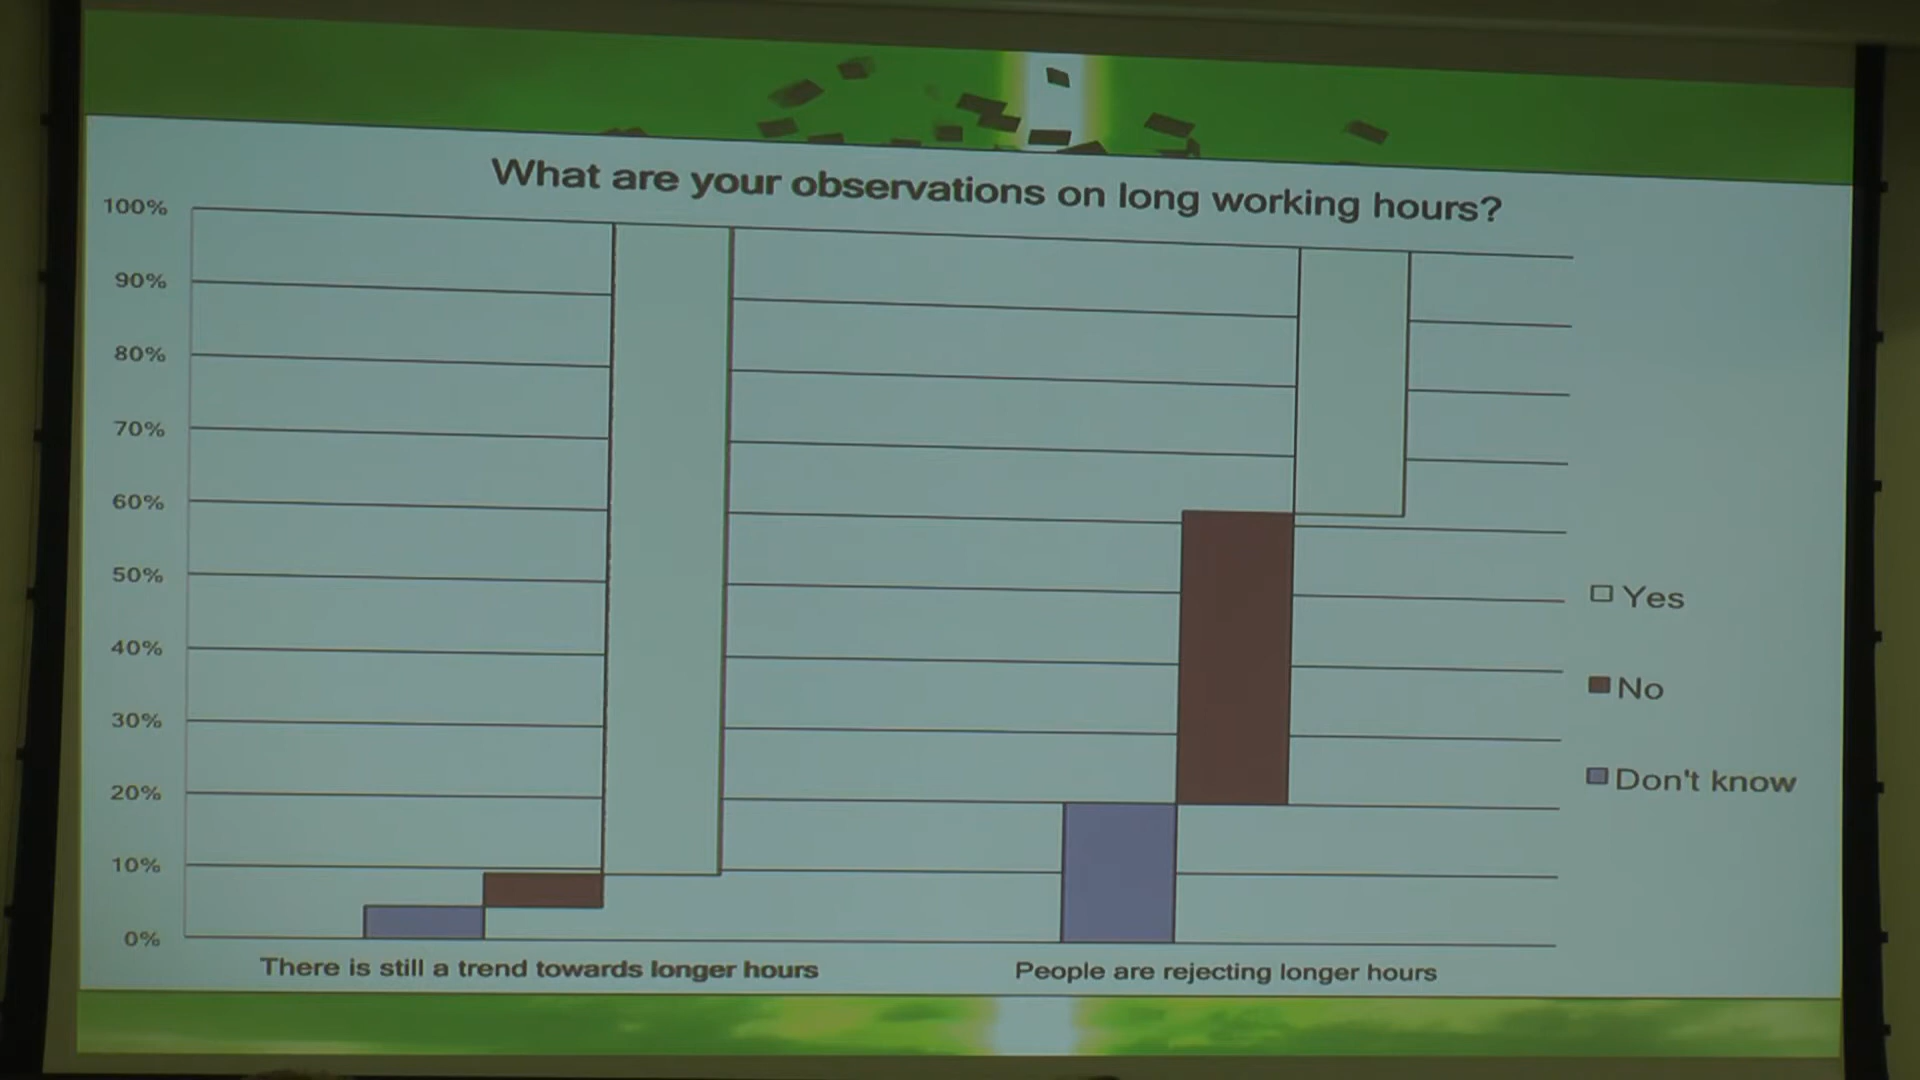 What are your observations on long working hours?
100%
90%
80%
70%
60%
50%
40%
30%
20%
10%
0%
Yes
No
Don't know
There is still a trend towards longer hours
People are rejecting longer hours